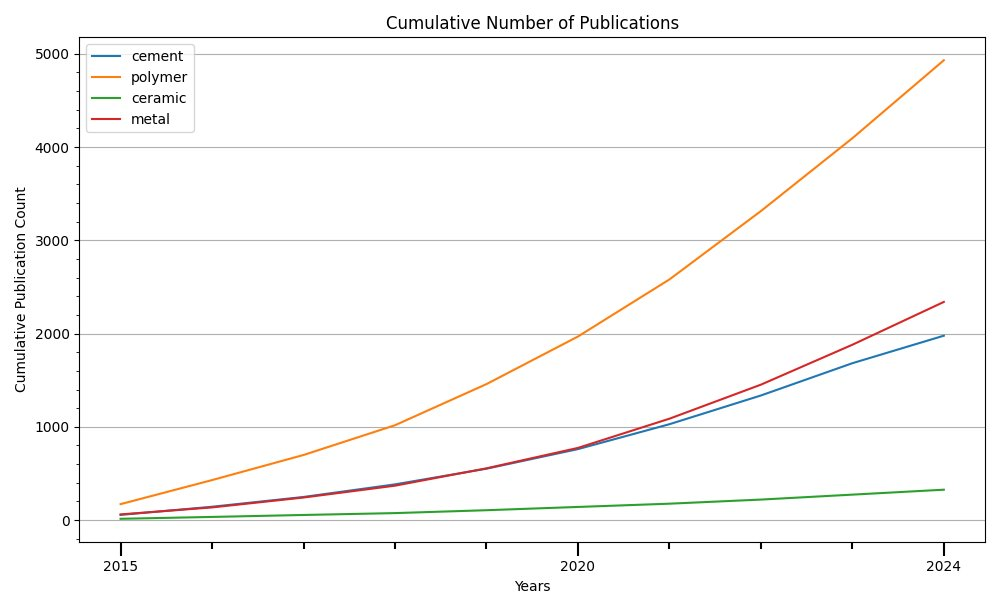 Cumulative Number of Publications
cement
polymer
ceramic
metal
Cumulative Publication Count
5000
4000
3000
2000
1000
0
2015
2020
2024
Years